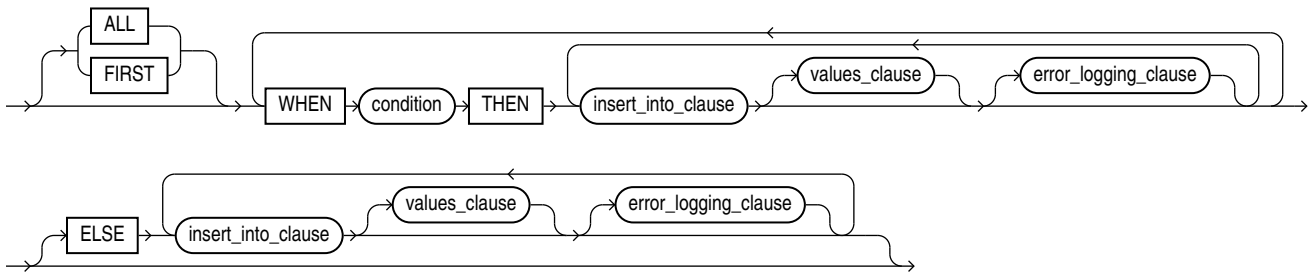 ALL
FIRST
values_clause error_logging_clause
WHEN condition THEN insert_into_clause
values_clause error_logging_clause
ELSE insert_into_clause